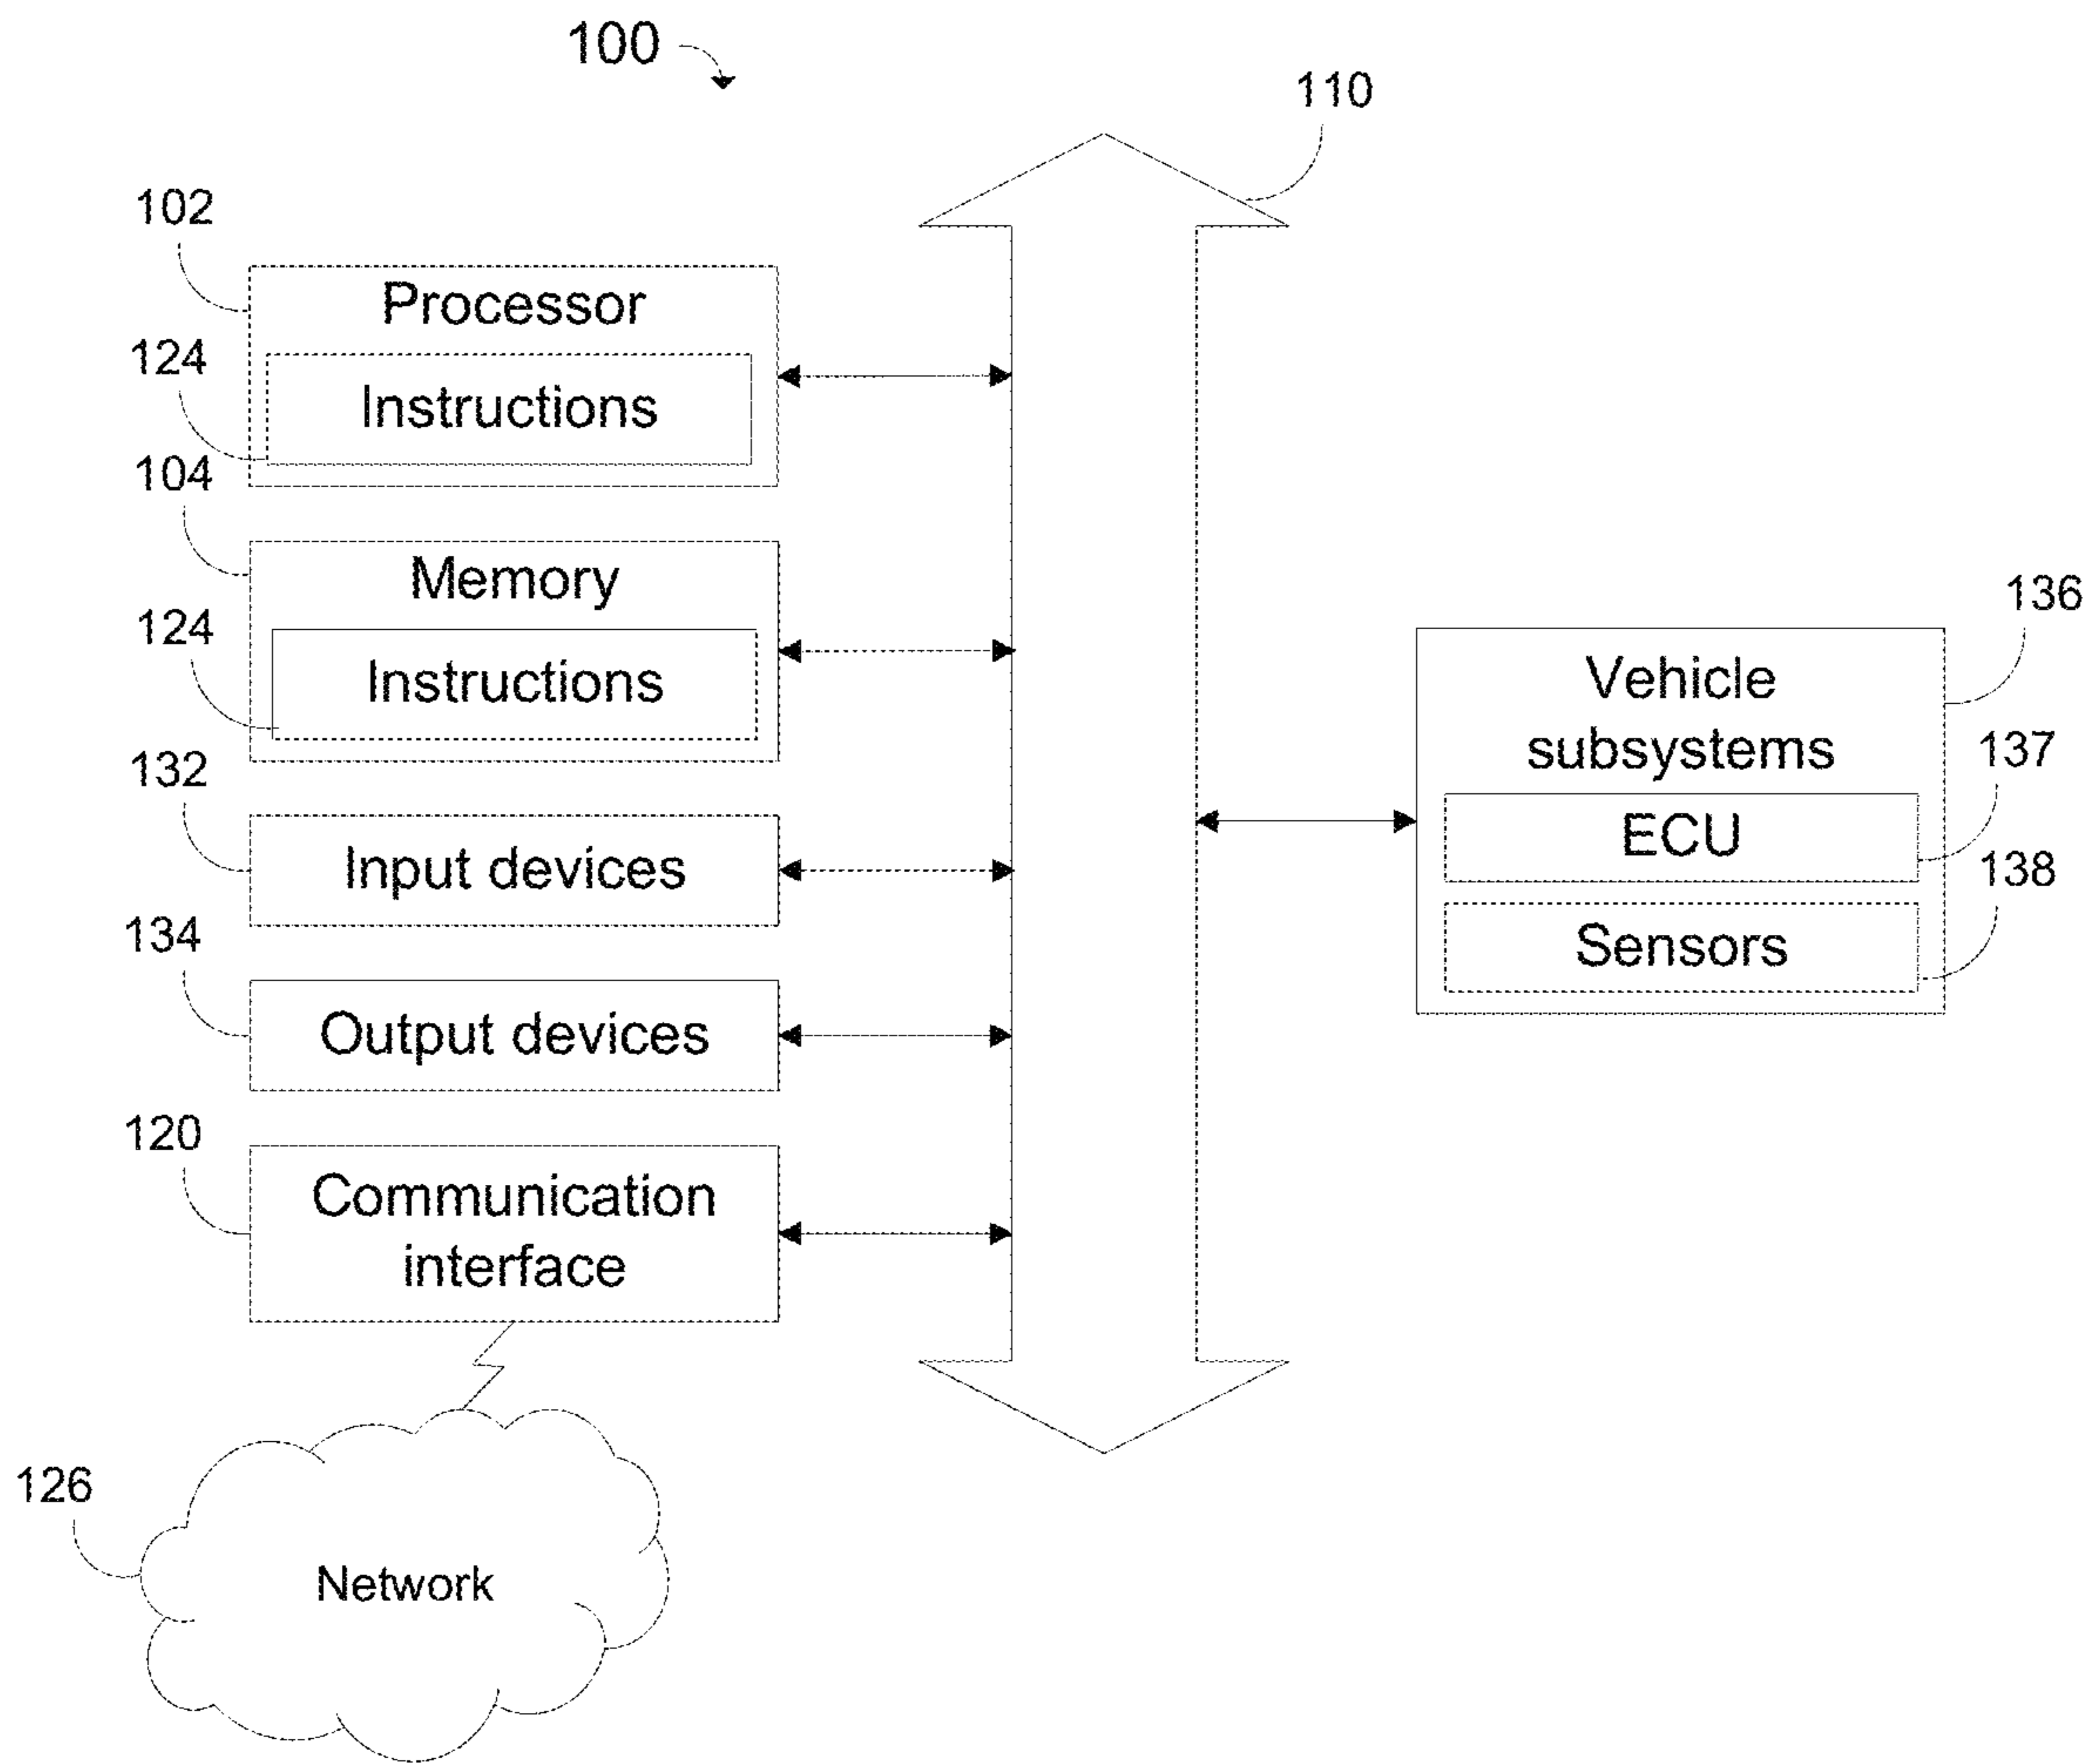 100
110
102
Processor
124
Instructions
104
Memory
124
Instructions
132
Input devices
134
Output devices
120
Communication
interface
126
Network
136
Vehicle
subsystems
137
ECU
138
Sensors